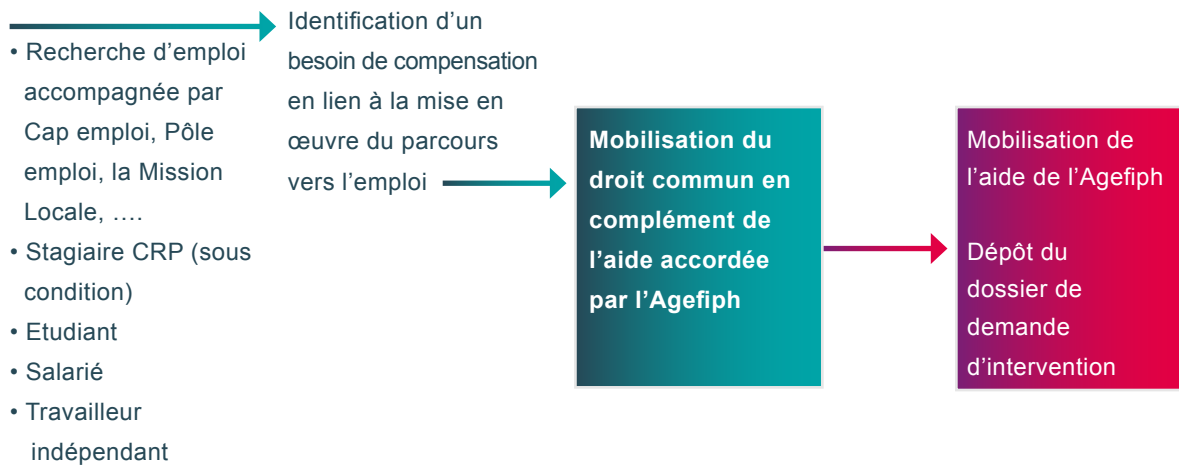 • Recherche d’emploi
accompagnée par
Cap emploi, Pôle
emploi, la Mission
Locale, ….
• Stagiaire CRP (sous
condition)
• Etudiant
• Salarié
• Travailleur
indépendant
Identification d’un
besoin de compensation
en lien à la mise en
œuvre du parcours
vers l’emploi
Mobilisation du
droit commun en
complément de
l’aide accordée
par l’Agefiph
Mobilisation de
l’aide de l’Agefiph
Dépôt du
dossier de
demande
d’intervention